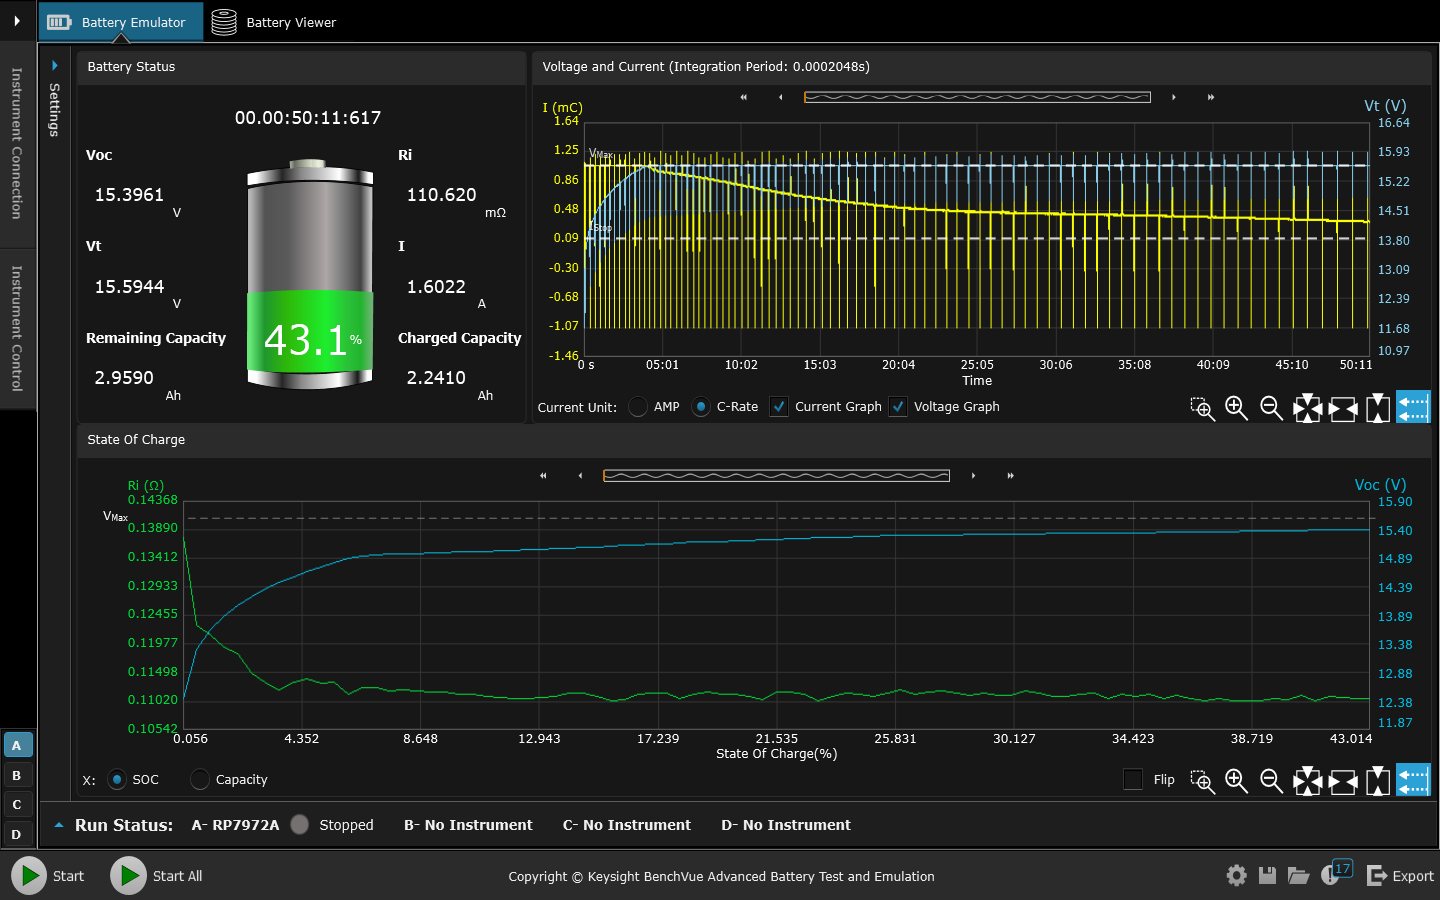 Battery Emulator
Battery Viewer
Instrument Connection
Instrument Control
Settings
Battery Status
00.00:50:11:617
Voc
15.3961
V
Ri
110.620
mΩ
Vt
15.5944
V
I
1.6022
A
Remaining Capacity
2.9590
Ah
Charged Capacity
2.2410
Ah
43.1%
Voltage and Current (Integration Period: 0.0002048s)
I (mC)
Vt (V)
1.64
1.25
0.86
0.48
0.09
-0.30
-0.68
-1.07
-1.46
16.64
15.93
15.22
14.51
13.80
13.09
12.39
11.68
10.97
VMax
IStop
0 s 05:01 10:02 15:03 20:04 25:05 30:06 35:08 40:09 45:10 50:11
Time
Current Unit: AMP C-Rate Current Graph Voltage Graph
State Of Charge
Ri (Ω)
Voc (V)
0.14368
VMax
0.13890
0.13412
0.12933
0.12455
0.11977
0.11498
0.11020
0.10542
15.90
15.40
14.89
14.39
13.89
13.38
12.88
12.38
11.87
0.056 4.352 8.648 12.943 17.239 21.535 25.831 30.127 34.423 38.719 43.014
State Of Charge(%)
X: SOC Capacity
Flip
A
B
C
D
Run Status: A- RP7972A Stopped B- No Instrument C- No Instrument D- No Instrument
Start
Start All
Copyright © Keysight BenchVue Advanced Battery Test and Emulation
17
Export